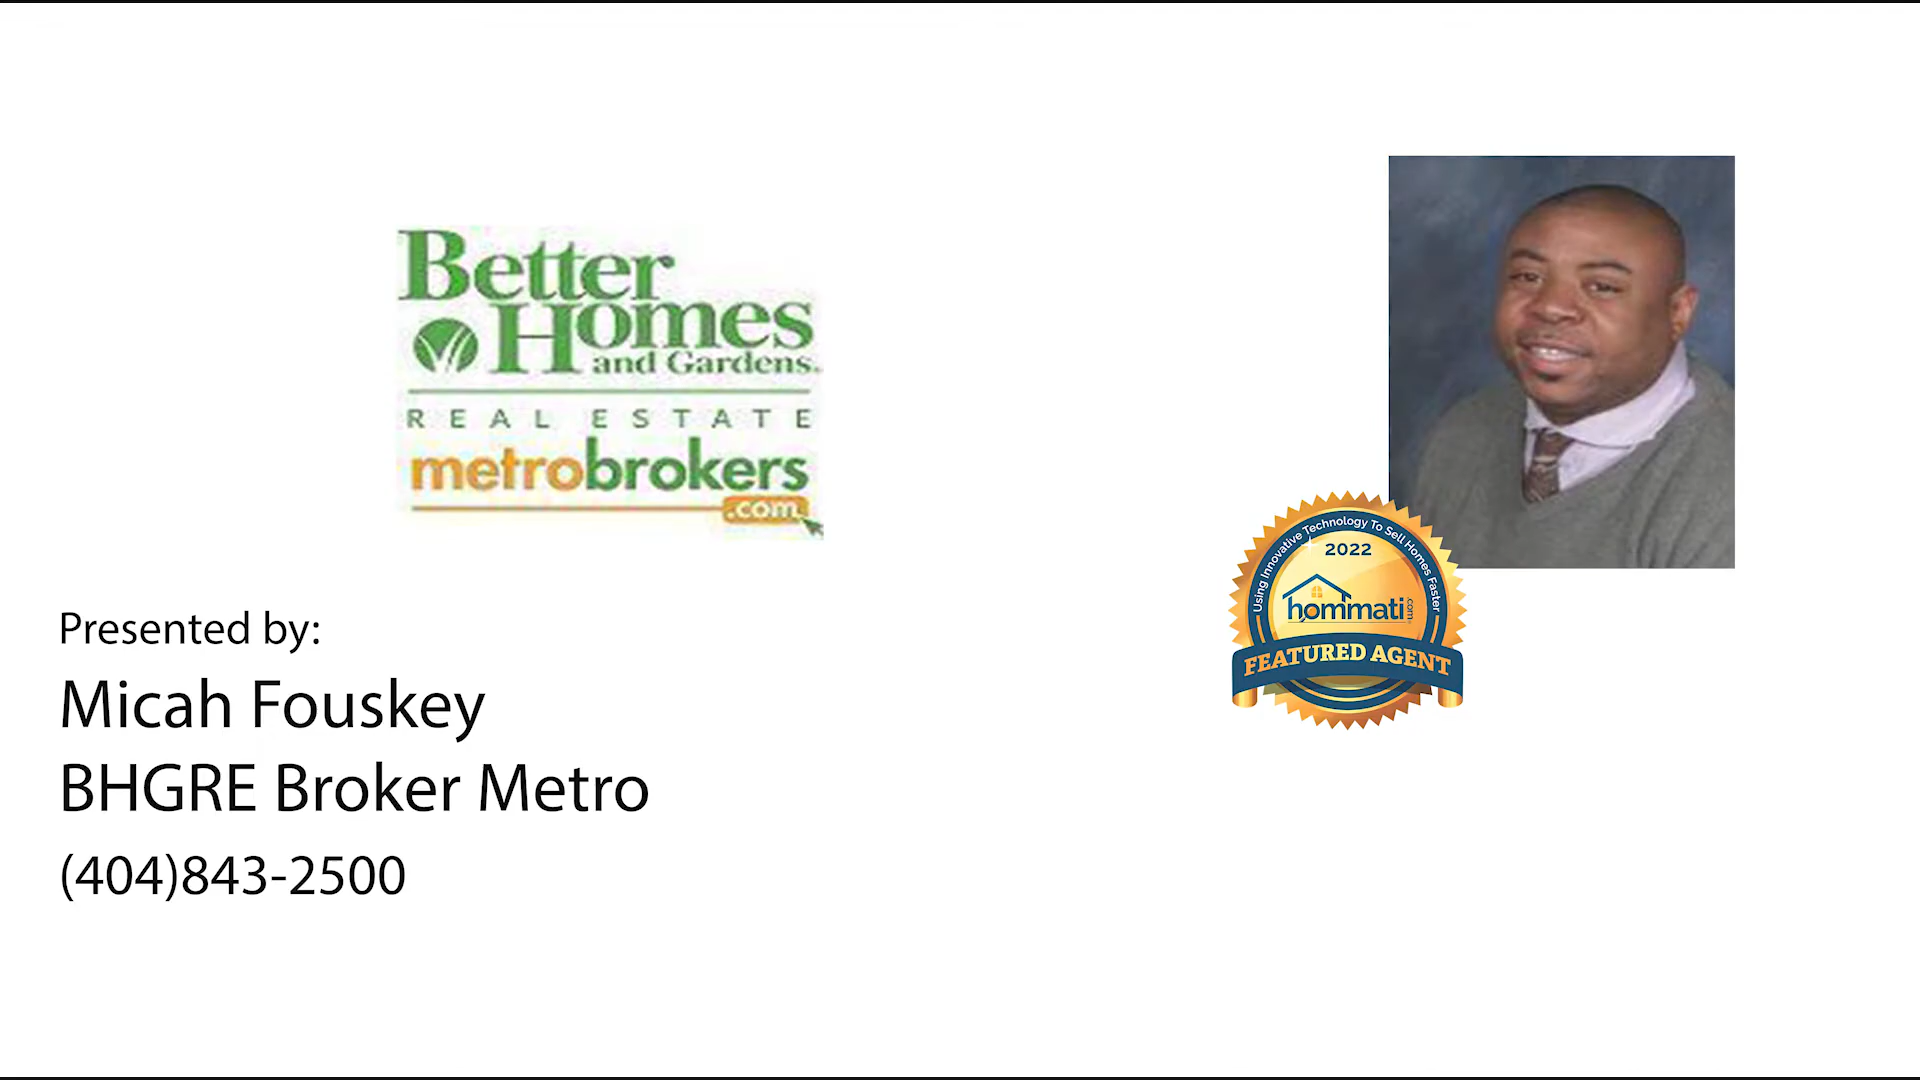 Better
Homes
and Gardens.
REAL ESTATE
metrobrokers
.com
Using Innovative Technology To Sell Homes Faster
2022
hommati.com
FEATURED AGENT
Presented by:
Micah Fouskey
BHGRE Broker Metro
(404)843-2500